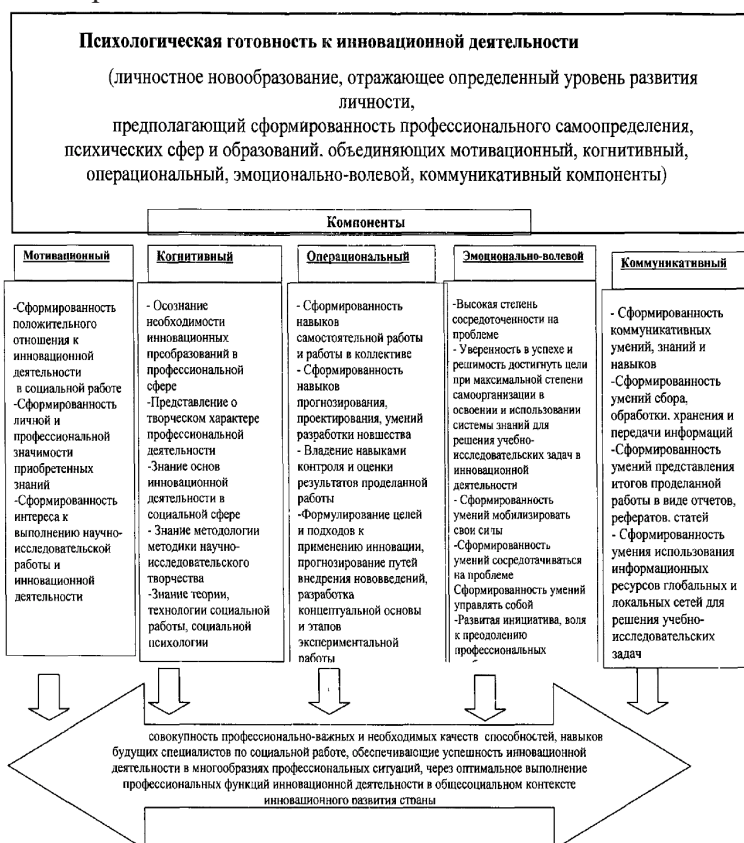 Психологическая готовность к инновационной деятельности
(личностное новообразование, отражающее определенный уровень развития
личности,
предполагающий сформированность профессионального самоопределения,
психических сфер и образований. объединяющих мотивационный, когнитивный,
операциональный, эмоционально-волевой, коммуникативный компоненты)
Компоненты
Мотивационный
-Сформированность
положительного
отношения к
инновационной
деятельности
в социальной работе
-Сформированность
личной и
профессиональной
значимости
приобретенных
знаний
-Сформированность
интереса к
выполнению научно-
исследовательской
работы и
инновационной
деятельности
Когнитивный
- Осознание
необходимости
инновационных
преобразований в
профессиональной
сфере
-Представление о
творческом характере
профессиональной
деятельности
-Знание основ
инновационной
деятельности в
социальной сфере
- Знание методологии
методики научно-
исследовательского
творчества
-Знание теории,
технологии социальной
работы, социальной
психологии
Операциональный
- Сформированность
навыков
самостоятельной работы
и работы в коллективе
- Сформированность
навыков
прогнозирования,
проектирования, умений
разработки новшества
- Владение навыками
контроля и оценки
результатов проделанной
работы
-Формулирование целей
и подходов к
применению инновации,
прогнозирование путей
внедрения нововведений,
разработка
концептуальной основы
и этапов
экспериментальной
работы
Эмоционально-волевой
-Высокая степень
сосредоточенности на
проблеме
- Уверенность в успехе и
решимость достигнуть цели
при максимальной степени
самоорганизации в
освоении и использовании
системы знаний для
решения учебно-
исследовательских задач в
инновационной
деятельности
- Сформированность
умений мобилизировать
свои силы
-Сформированность
умений сосредотачиваться
на проблеме
Сформированность умений
управлять собой
-Развитая инициатива, воля
к преодолению
профессиональных
Коммуникативный
- Сформированность
коммуникативных
умений, знаний и
навыков
-Сформированность
умений сбора,
обработки. хранения и
передачи информаций
-Сформированность
умений представления
итогов проделанной
работы в виде отчетов,
рефератов. статей
- Сформированность
умения использования
информационных
ресурсов глобальных и
локальных сетей для
решения учебно-
исследовательских
задач
совокупность профессионально-важных и необходимых качеств способностей, навыков
будущих специалистов по социальной работе, обеспечивающие успешность инновационной
деятельности в многообразиях профессиональных ситуаций, через оптимальное выполнение
профессиональных функций инновационной деятельности в общесоциальном контексте
инновационного развития страны